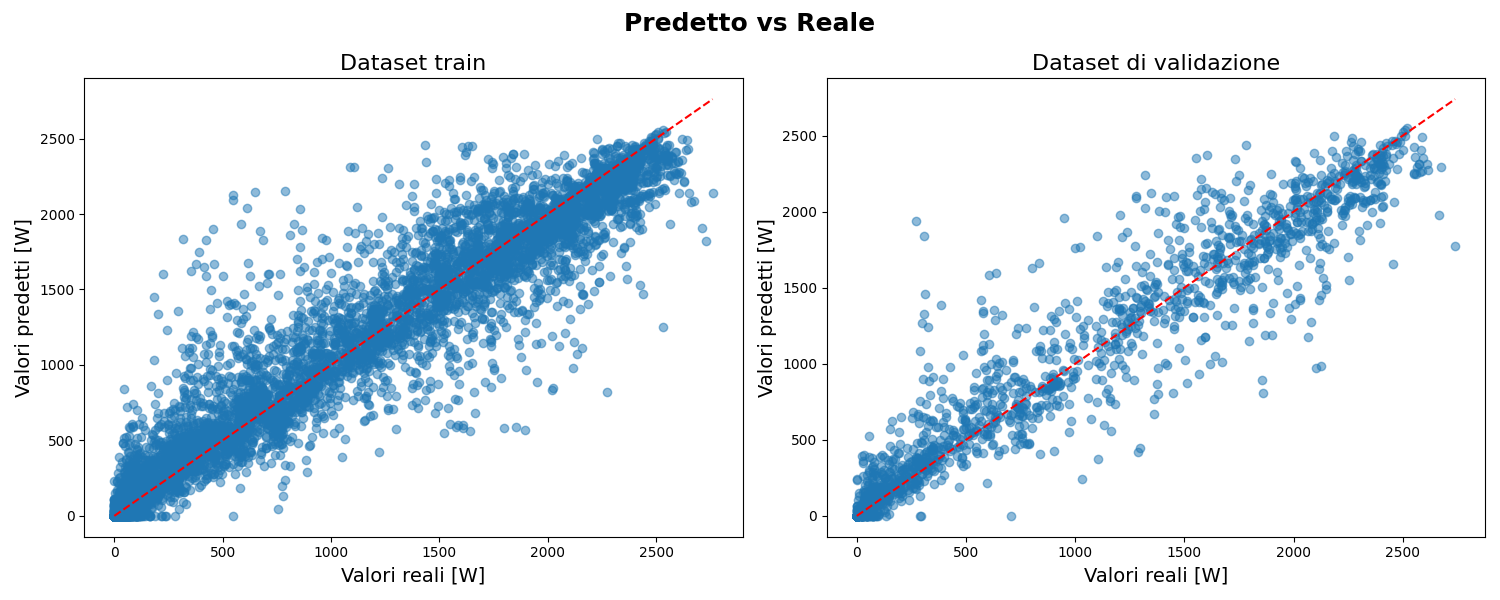 Predetto vs Reale
Dataset train
Valori predetti [W]
2500
2000
1500
1000
500
0
0 500 1000 1500 2000 2500
Valori reali [W]
Dataset di validazione
Valori predetti [W]
2500
2000
1500
1000
500
0
0 500 1000 1500 2000 2500
Valori reali [W]